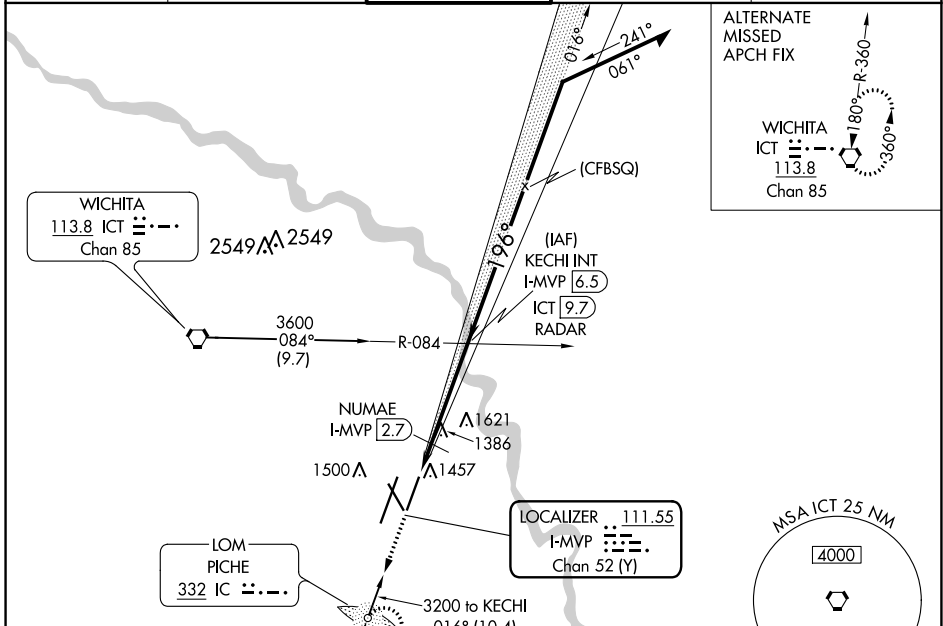 ALTERNATE
MISSED
APCH FIX
R-360
180°
360°
WICHITA
ICT
113.8
Chan 85
016°
241°
061°
(CFBSQ)
196°
WICHITA
113.8 ICT
Chan 85
2549 2549
(IAF)
KECHI INT
I-MVP 6.5
ICT 9.7
RADAR
3600
084°
(9.7)
R-084
NUMAE
I-MVP 2.7
1621
1386
1500
1457
LOCALIZER 111.55
I-MVP
Chan 52 (Y)
LOM
PICHE
332 IC
3200 to KECHI
016° (10.4)
MSA ICT 25 NM
4000